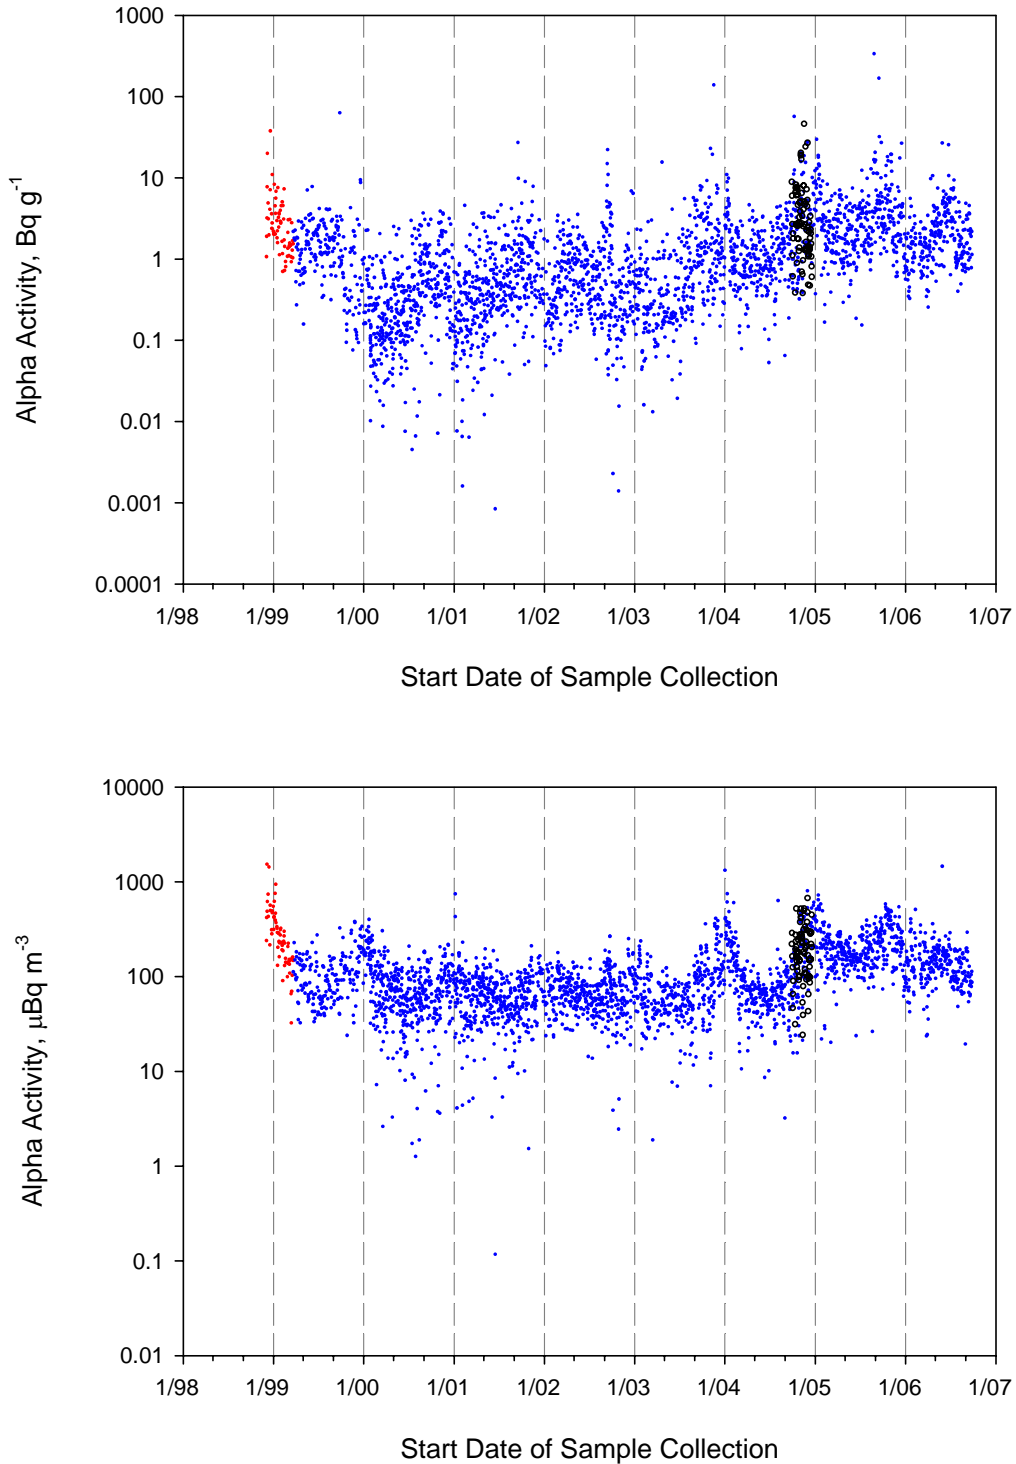 1000
100
10
1
0.1
0.01
0.001
0.0001
Alpha Activity, Bq g⁻¹
1/98 1/99 1/00 1/01 1/02 1/03 1/04 1/05 1/06 1/07
Start Date of Sample Collection
10000
1000
100
10
1
0.1
0.01
Alpha Activity, μBq m⁻³
1/98 1/99 1/00 1/01 1/02 1/03 1/04 1/05 1/06 1/07
Start Date of Sample Collection